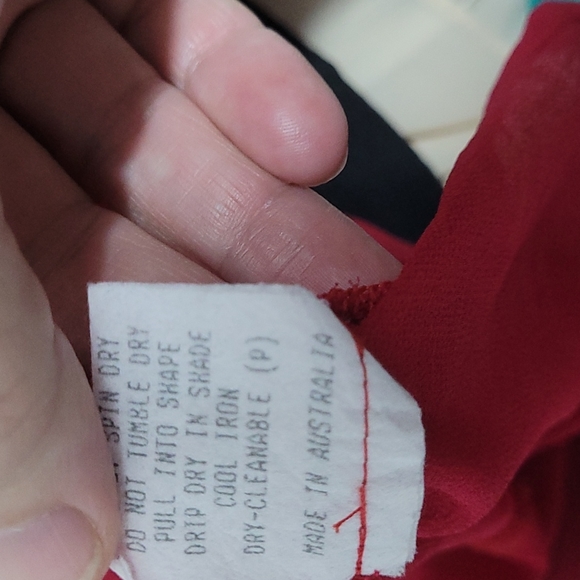 SPIN DRY
DO NOT TUMBLE DRY
PULL INTO SHAPE
DRIP DRY IN SHADE
COOL IRON
DRY-CLEANABLE (P)
MADE IN AUSTRALIA